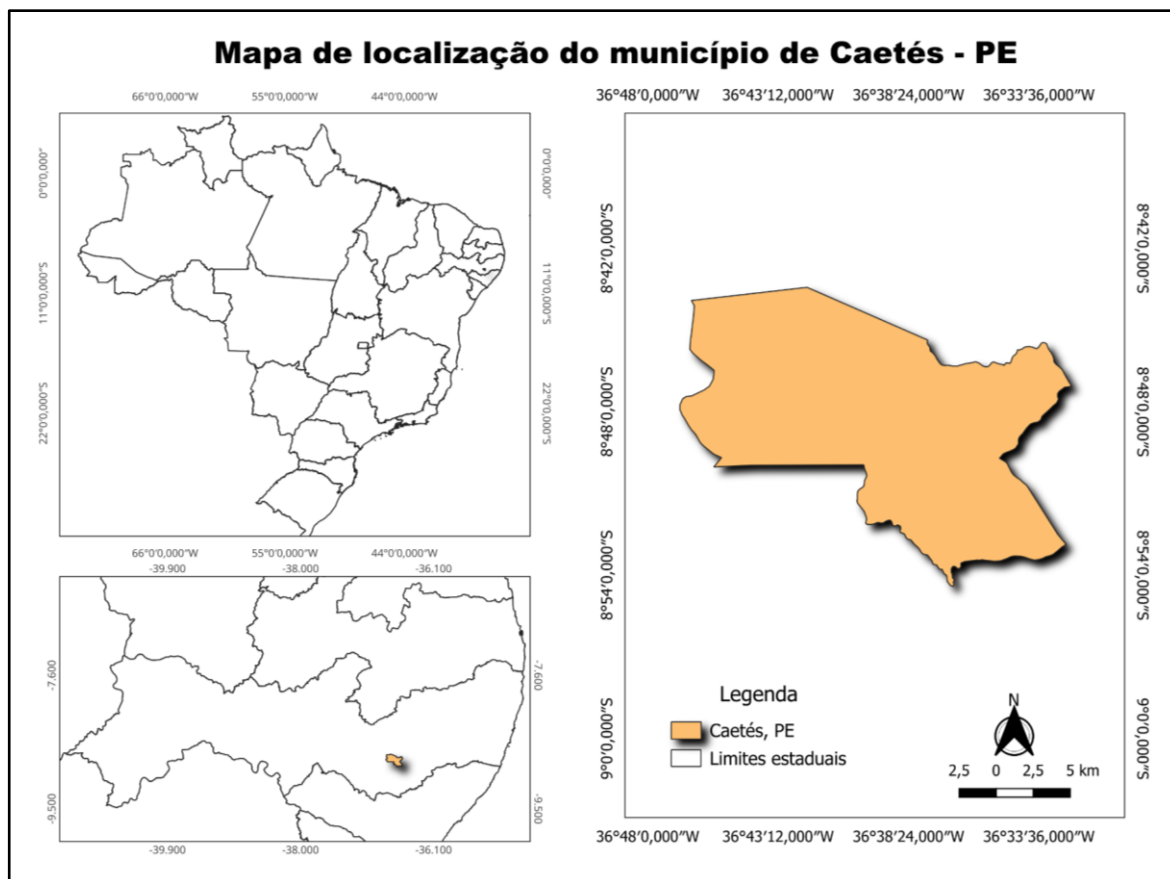 Mapa de localização do município de Caetés - PE
66°0′0,000″W 55°0′0,000″W 44°0′0,000″W
0°0′0,000″
11°0′0,000″S
22°0′0,000″S
0°0′0,000″
11°0′0,000″S
22°0′0,000″S
66°0′0,000″W 55°0′0,000″W 44°0′0,000″W
-39.900 -38.000 -36.100
-7.600
-9.500
-7.600
-9.500
-39.900 -38.000 -36.100
36°48′0,000″W 36°43′12,000″W 36°38′24,000″W 36°33′36,000″W
8°42′0,000″S
8°48′0,000″S
8°54′0,000″S
9°0′0,000″S
8°42′0,000″S
8°48′0,000″S
8°54′0,000″S
9°0′0,000″S
Legenda
Caetés, PE
Limites estaduais
N
2,5 0 2,5 5 km
36°48′0,000″W 36°43′12,000″W 36°38′24,000″W 36°33′36,000″W